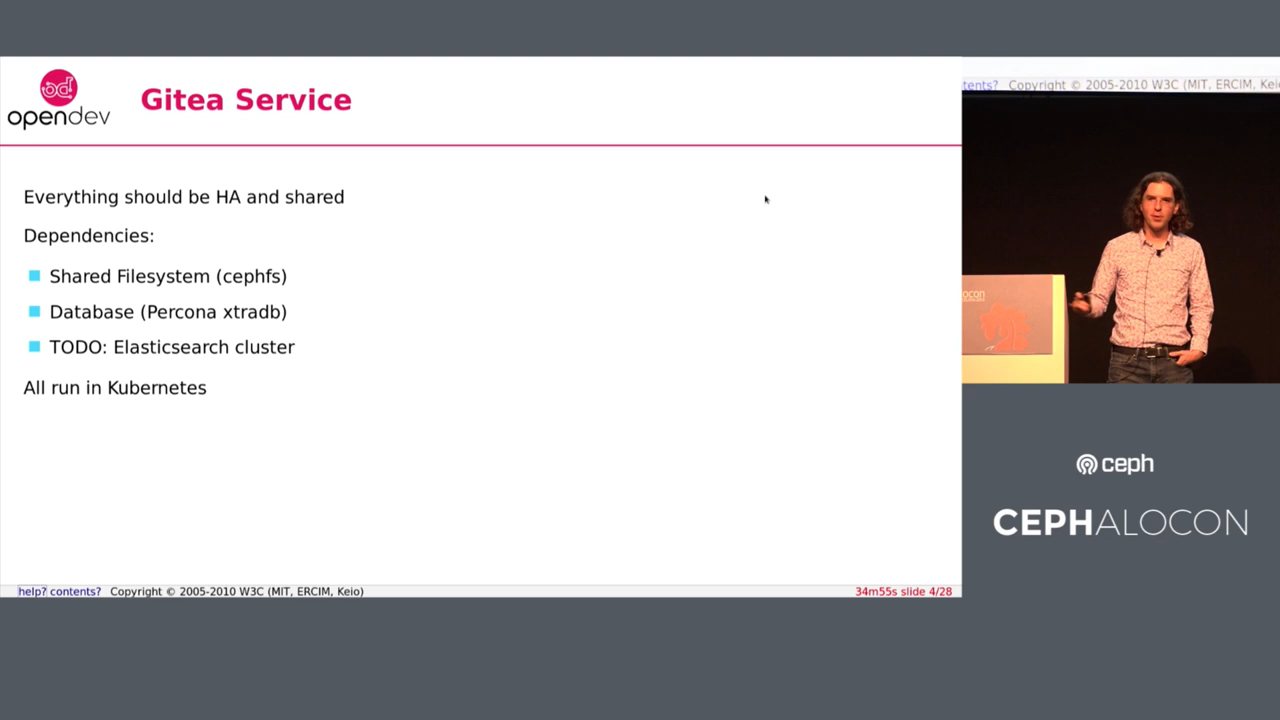 opendev
Gitea Service
Everything should be HA and shared
Dependencies:
Shared Filesystem (cephfs)
Database (Percona xtradb)
TODO: Elasticsearch cluster
All run in Kubernetes
help? contents? Copyright © 2005-2010 W3C (MIT, ERCIM, Keio)
34m55s slide 4/28
tents? Copyright © 2005-2010 W3C (MIT, ERCIM, Keio
ocon
ceph
CEPHALOCON